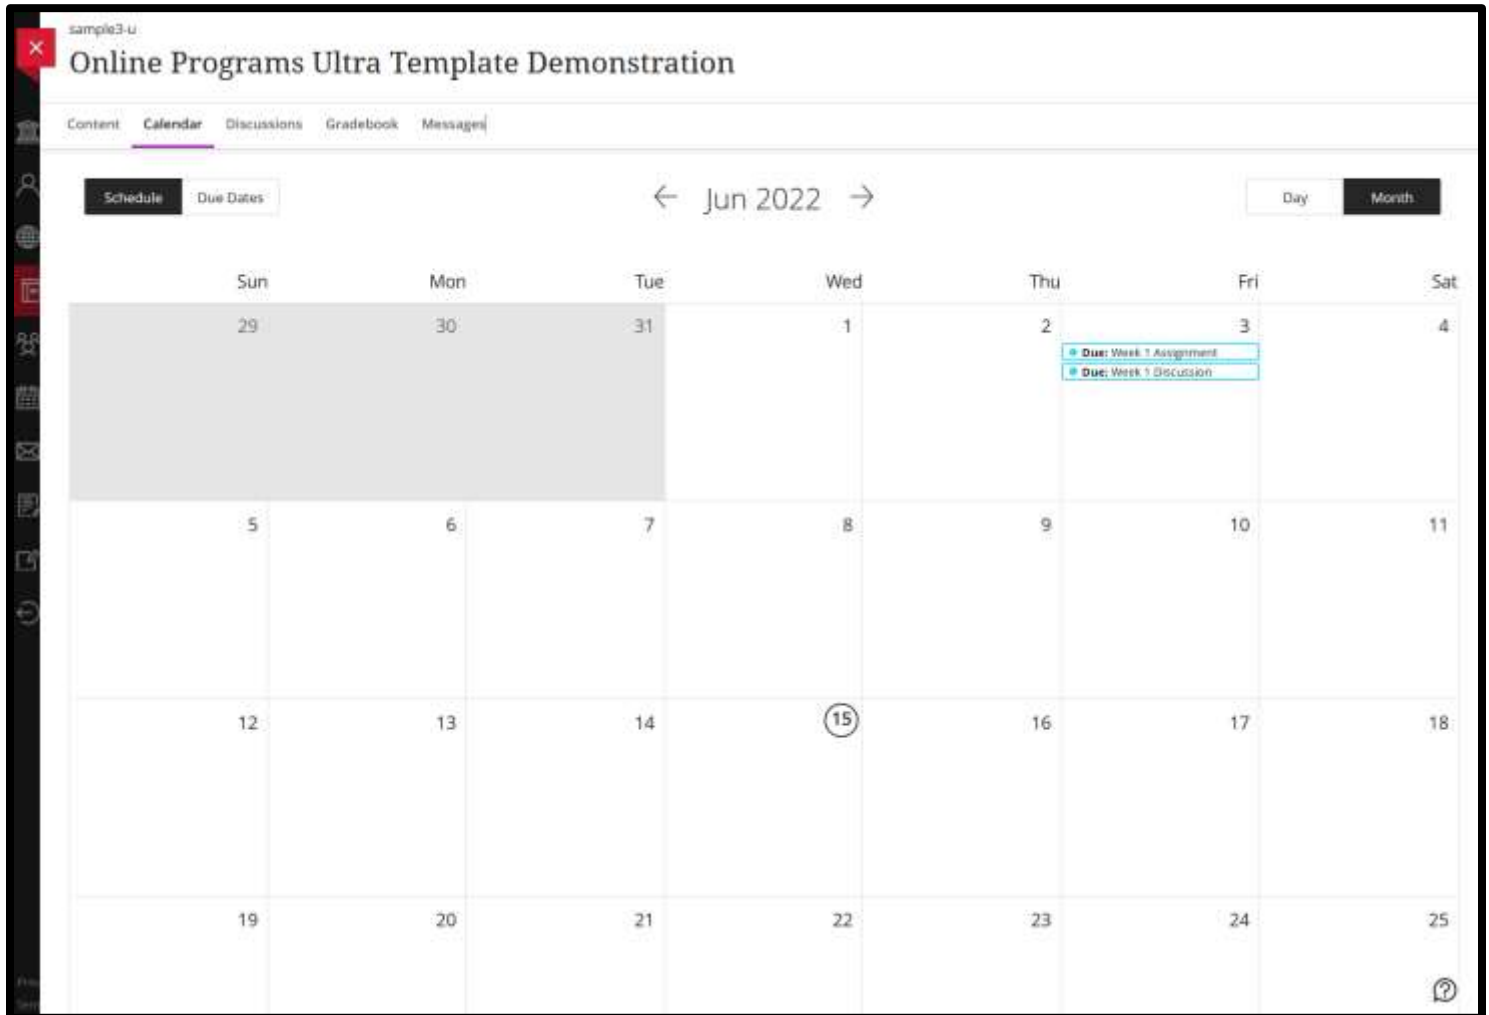 sample3-u
Online Programs Ultra Template Demonstration
Content Calendar Discussions Gradebook Messages
Schedule Due Dates Jun 2022 Day Month
Sun Mon Tue Wed Thu Fri Sat
29 30 31 1 2 3 4
Due: Week 1 Assignment
Due: Week 1 Discussion
5 6 7 8 9 10 11
12 13 14 15 16 17 18
19 20 21 22 23 24 25